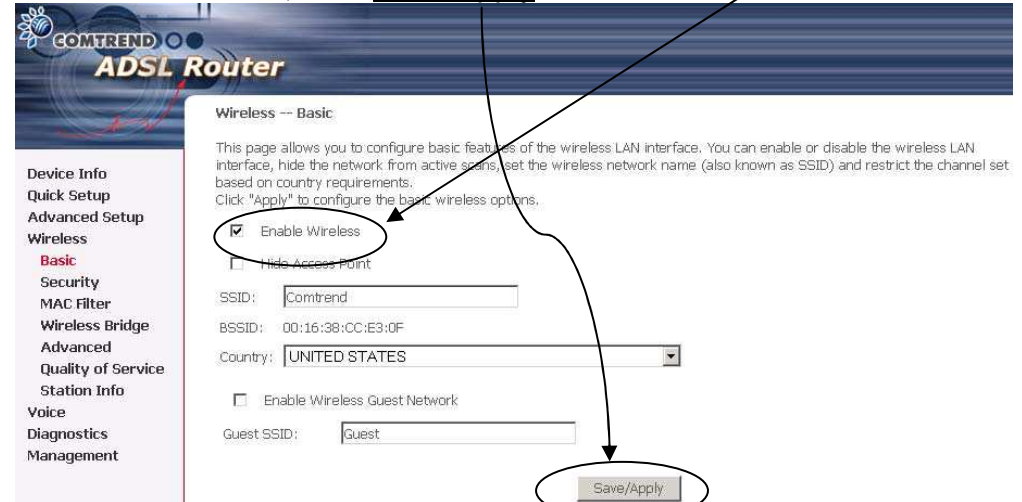 COMTREND
ADSL Router
Device Info
Quick Setup
Advanced Setup
Wireless
Basic
Security
MAC Filter
Wireless Bridge
Advanced
Quality of Service
Station Info
Voice
Diagnostics
Management
Wireless -- Basic
This page allows you to configure basic features of the wireless LAN interface. You can enable or disable the wireless LAN
interface, hide the network from active scans, set the wireless network name (also known as SSID) and restrict the channel set
based on country requirements.
Click "Apply" to configure the basic wireless options.
Enable Wireless
Hide Access Point
SSID: Comtrend
BSSID: 00:16:38:CC:E3:0F
Country: UNITED STATES
Enable Wireless Guest Network
Guest SSID: Guest
Save/Apply